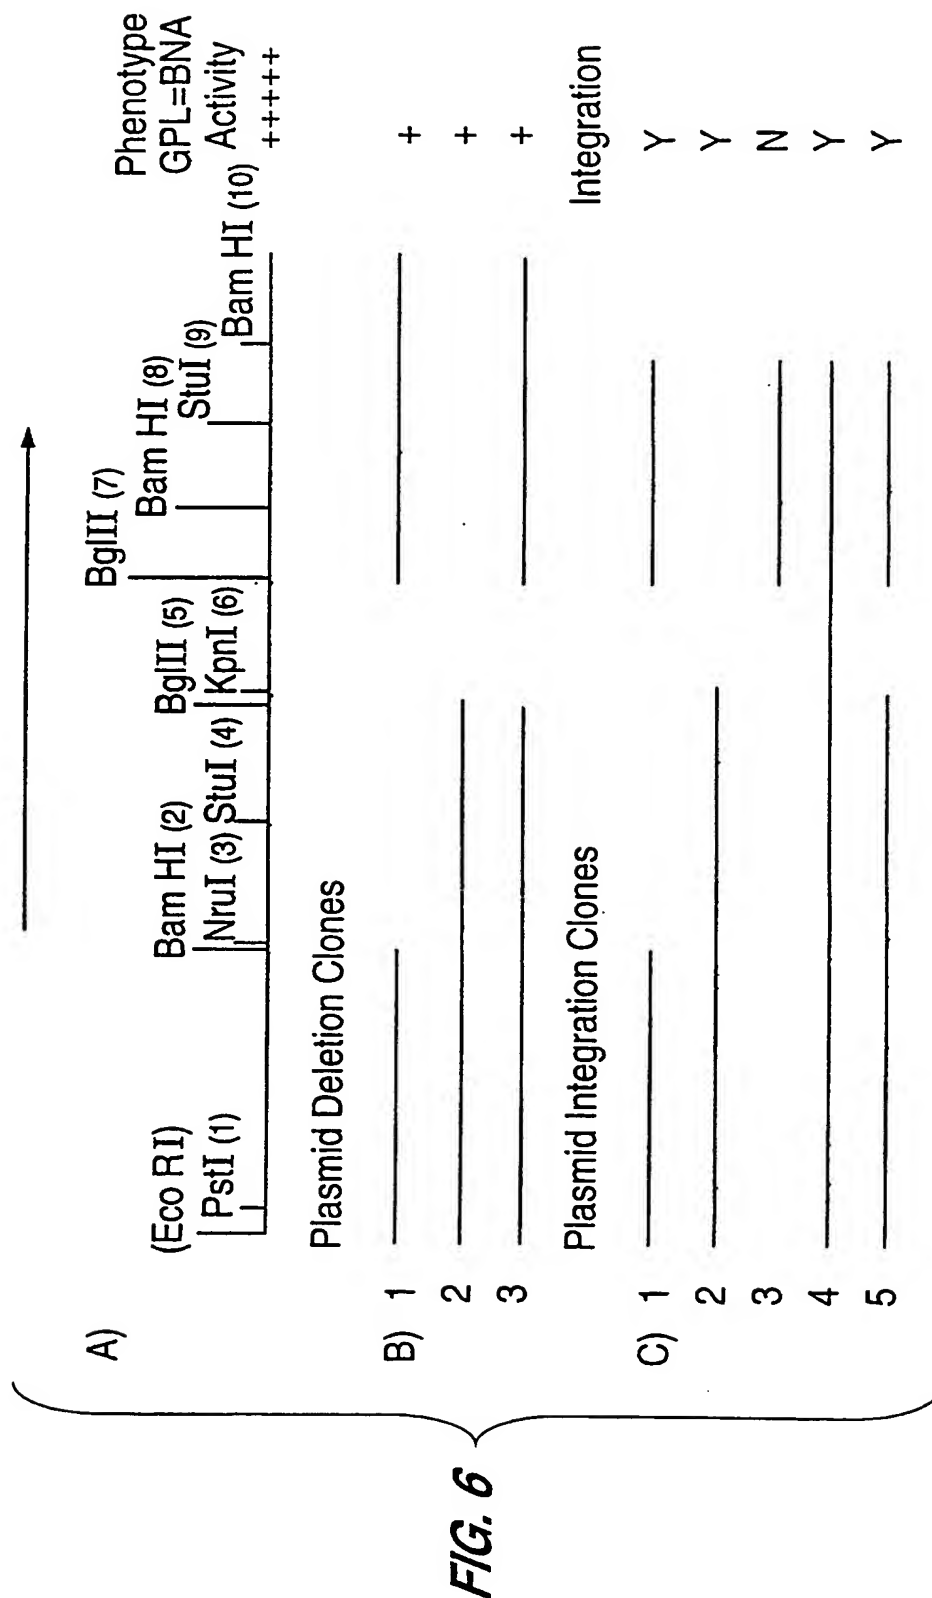 Phenotype
GPL=BNA
Activity
+++++
A)
(Eco RI)
PstI (1)
Bam HI (2)
NruI (3)
StuI (4)
BglII (5)
KpnI (6)
BglII (7)
Bam HI (8)
StuI (9)
Bam HI (10)
Plasmid Deletion Clones
B)
1 +
2 +
3 +
Plasmid Integration Clones Integration
C)
1 Y
2 Y
3 N
4 Y
5 Y
FIG. 6